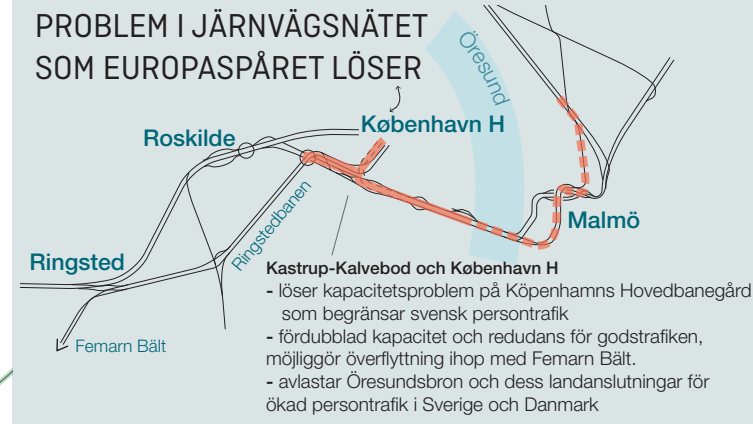 PROBLEM I JÄRNVÄGSNÄTET
SOM EUROPASPÅRET LÖSER
Öresund
København H
Roskilde
Ringstedbanen
Malmö
Ringsted
Femarn Bält
Kastrup-Kalvebod och København H
- löser kapacitetsproblem på Köpenhamns Hovedbanegård
som begränsar svensk persontrafik
- fördubblad kapacitet och redudans för godstrafiken,
möjliggör överflyttning ihop med Femarn Bält.
- avlastar Öresundsbron och dess landanslutningar för
ökad persontrafik i Sverige och Danmark